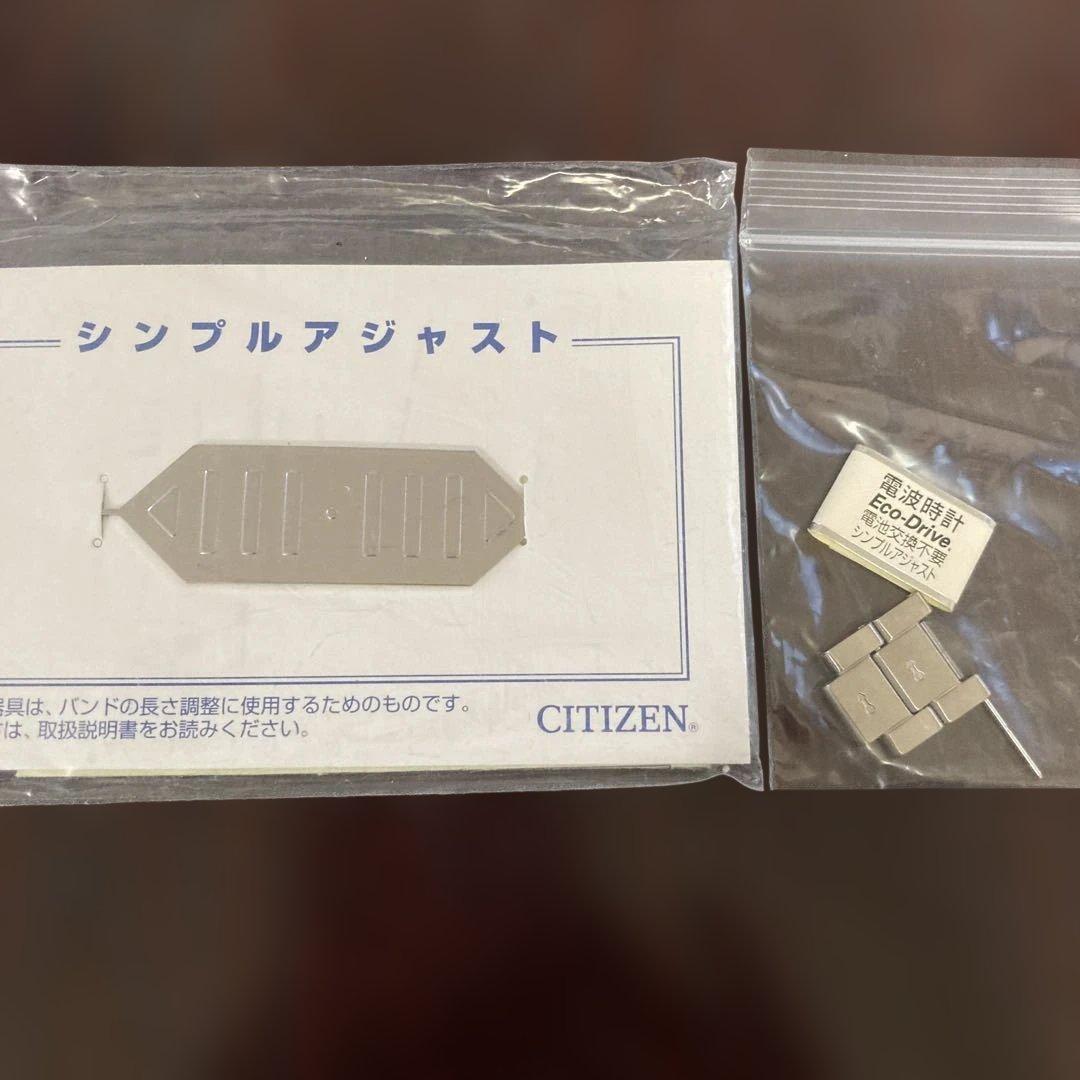 シンプルアジャスト
器具は、バンドの長さ調整に使用するためのものです。
は、取扱説明書をお読みください。
CITIZEN®
電波時計
Eco-Drive®
電池交換不要
シンプルアジャスト